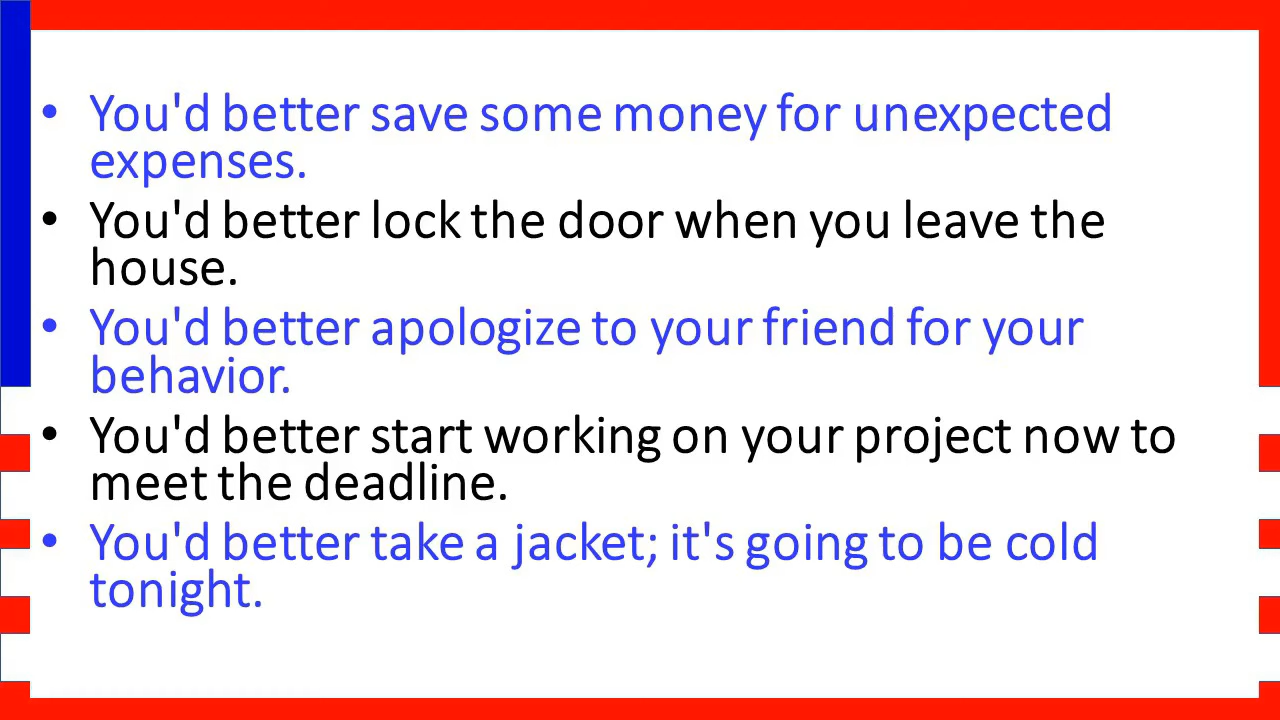 • You'd better save some money for unexpected
expenses.
• You'd better lock the door when you leave the
house.
• You'd better apologize to your friend for your
behavior.
• You'd better start working on your project now to
meet the deadline.
• You'd better take a jacket; it's going to be cold
tonight.